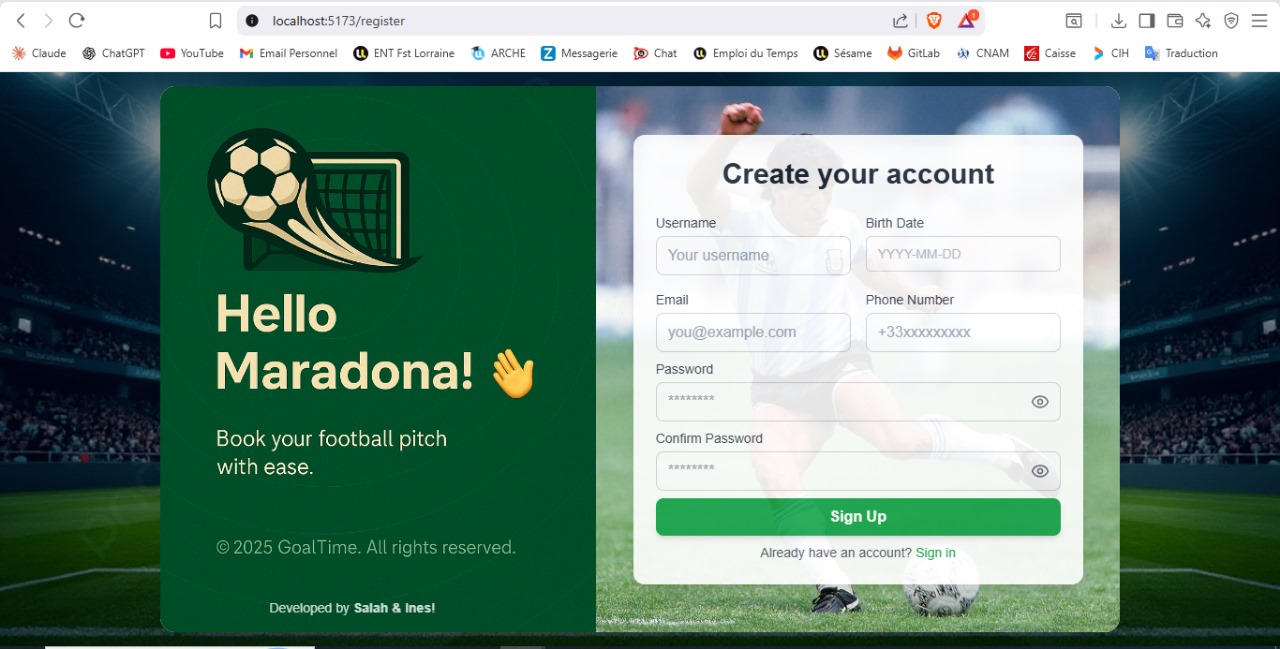 localhost:5173/register
1
Claude ChatGPT YouTube Email Personnel ENT Fst Lorraine ARCHE Messagerie Chat Emploi du Temps Sésame GitLab CNAM Caisse CIH Traduction
Hello
Maradona! 👋
Book your football pitch
with ease.
© 2025 GoalTime. All rights reserved.
Developed by Salah & Ines!
Create your account
Username Birth Date
Your username YYYY-MM-DD
Email Phone Number
you@example.com +33xxxxxxxxx
Password
********
Confirm Password
********
Sign Up
Already have an account? Sign in